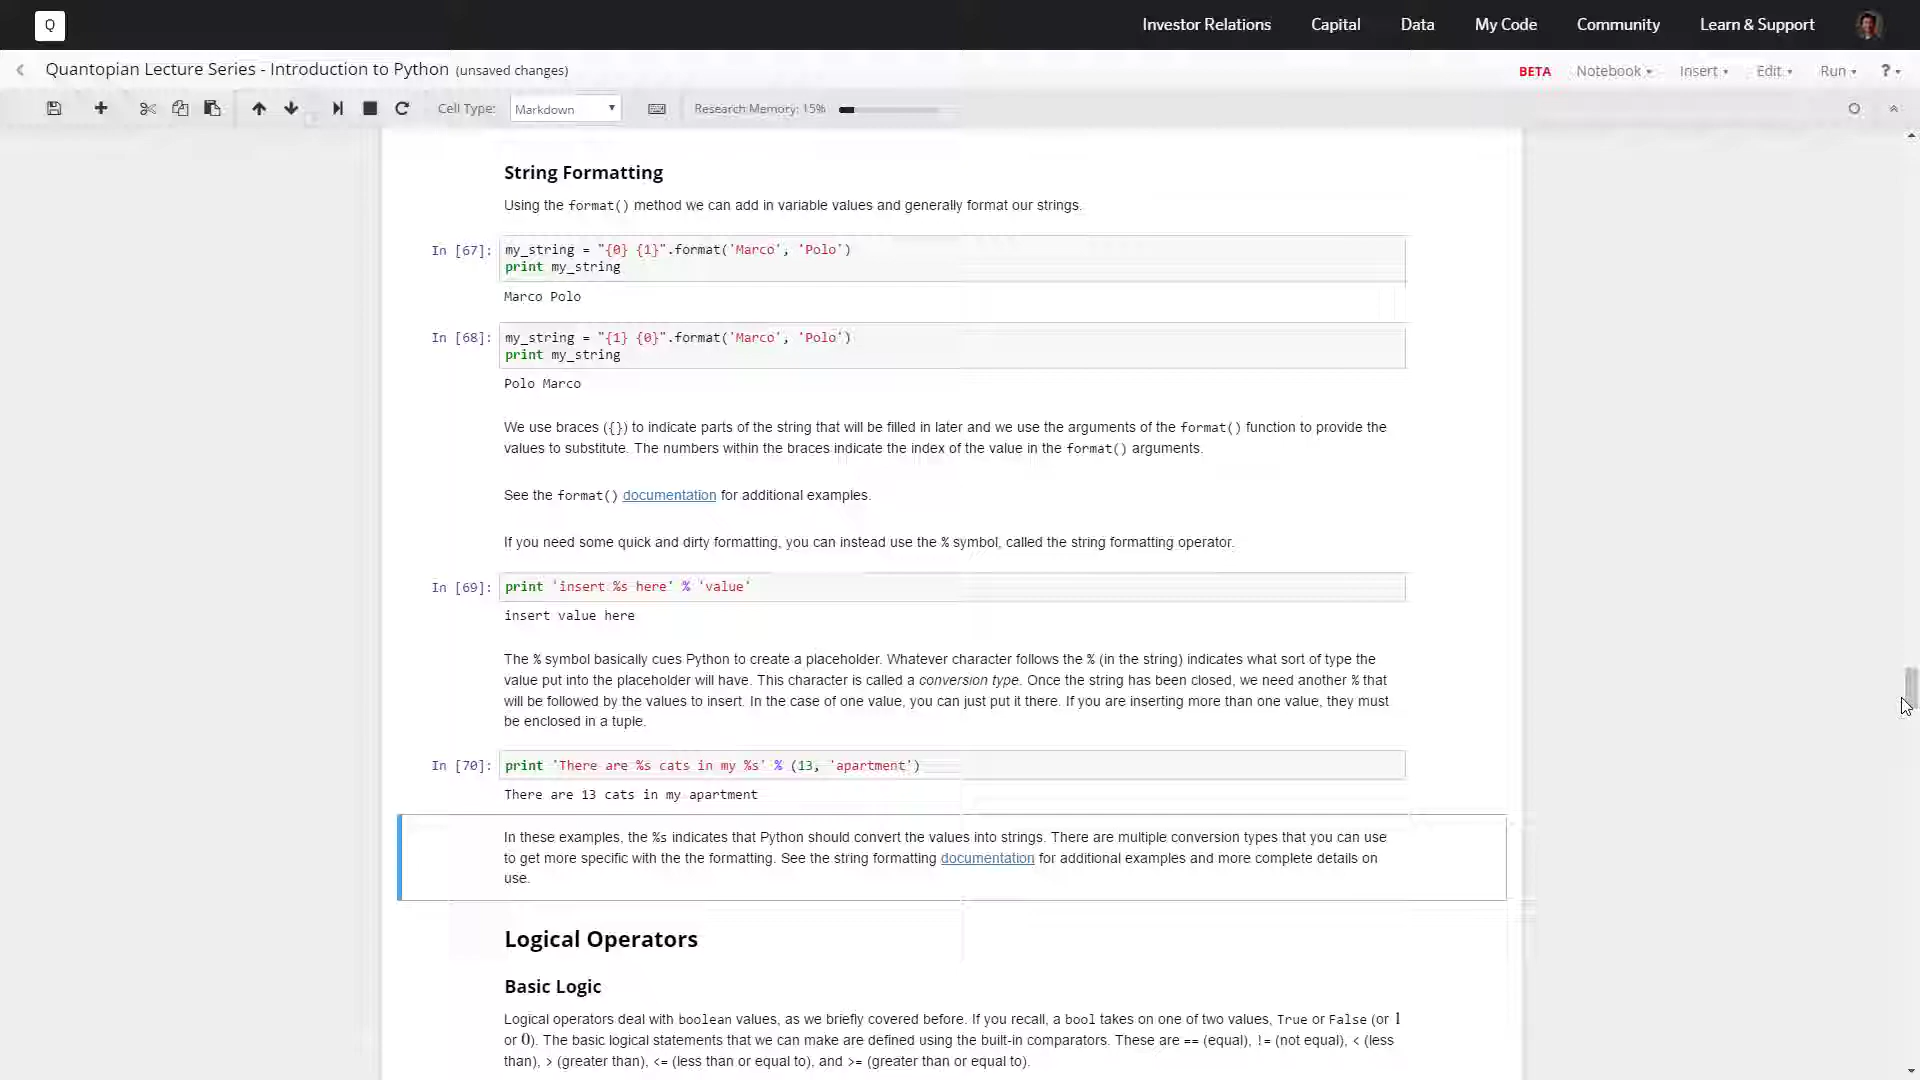 Q
Investor Relations Capital Data My Code Community Learn & Support
Quantopian Lecture Series - Introduction to Python (unsaved changes)
BETA Notebook Insert Edit Run ?
Cell Type: Markdown Research Memory: 15%
String Formatting
Using the format() method we can add in variable values and generally format our strings.
In [67]: my_string = "{0} {1}".format('Marco', 'Polo')
print my_string
Marco Polo
In [68]: my_string = "{1} {0}".format('Marco', 'Polo')
print my_string
Polo Marco
We use braces ({}) to indicate parts of the string that will be filled in later and we use the arguments of the format() function to provide the
values to substitute. The numbers within the braces indicate the index of the value in the format() arguments.
See the format() documentation for additional examples.
If you need some quick and dirty formatting, you can instead use the % symbol, called the string formatting operator.
In [69]: print 'insert %s here' % 'value'
insert value here
The % symbol basically cues Python to create a placeholder. Whatever character follows the % (in the string) indicates what sort of type the
value put into the placeholder will have. This character is called a conversion type. Once the string has been closed, we need another % that
will be followed by the values to insert. In the case of one value, you can just put it there. If you are inserting more than one value, they must
be enclosed in a tuple.
In [70]: print 'There are %s cats in my %s' % (13, 'apartment')
There are 13 cats in my apartment
In these examples, the %s indicates that Python should convert the values into strings. There are multiple conversion types that you can use
to get more specific with the the formatting. See the string formatting documentation for additional examples and more complete details on
use.
Logical Operators
Basic Logic
Logical operators deal with boolean values, as we briefly covered before. If you recall, a bool takes on one of two values, True or False (or 1
or 0). The basic logical statements that we can make are defined using the built-in comparators. These are == (equal), != (not equal), < (less
than), > (greater than), <= (less than or equal to), and >= (greater than or equal to).